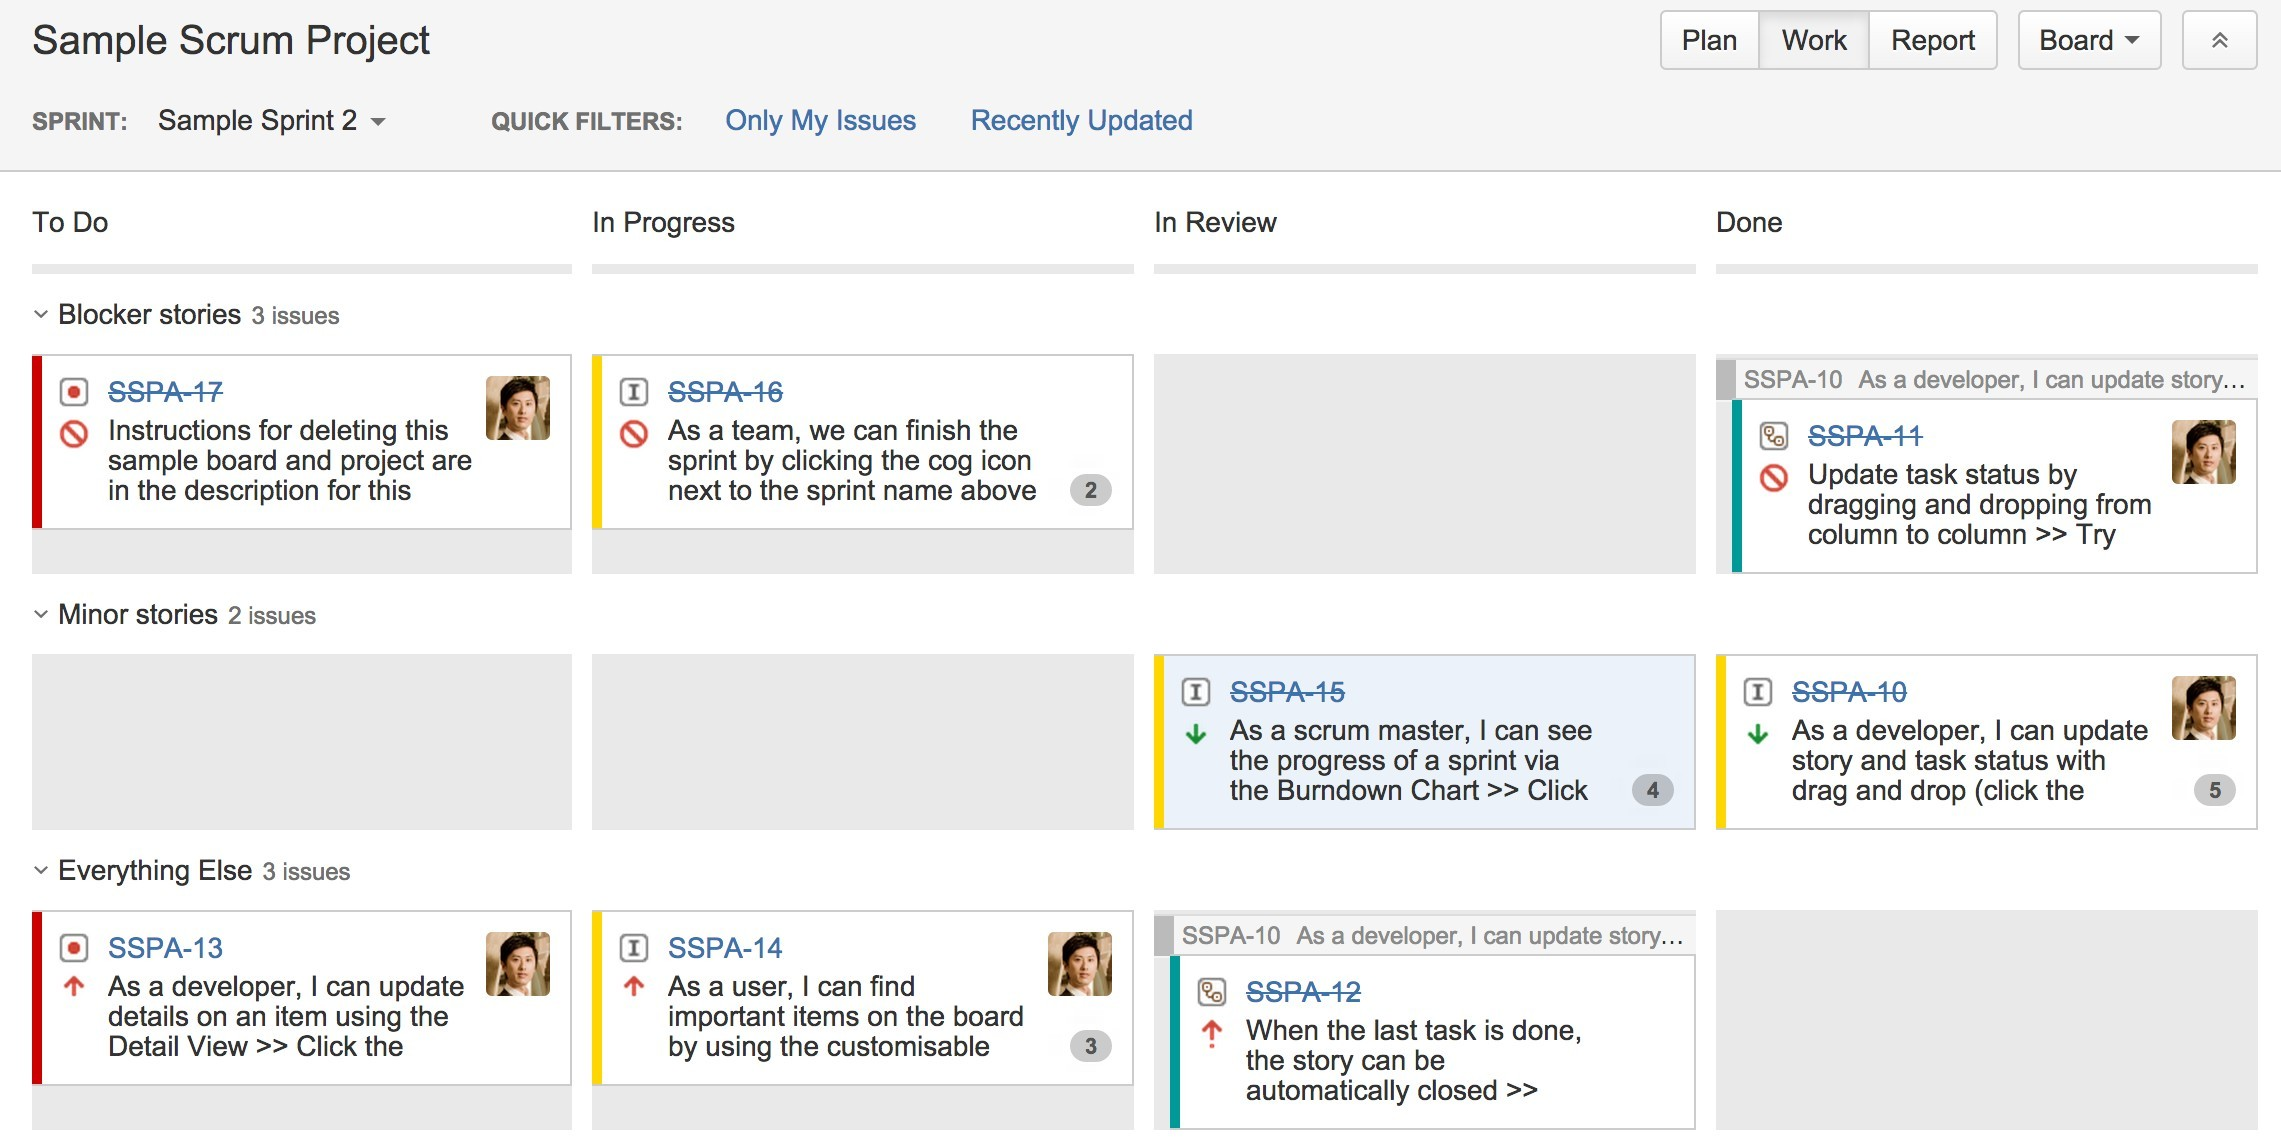 Sample Scrum Project
Plan
Work
Report
Board
SPRINT: Sample Sprint 2
QUICK FILTERS: Only My Issues Recently Updated
To Do
In Progress
In Review
Done
Blocker stories 3 issues
SSPA-17
Instructions for deleting this
sample board and project are
in the description for this
SSPA-16
As a team, we can finish the
sprint by clicking the cog icon
next to the sprint name above
2
SSPA-10 As a developer, I can update story...
SSPA-11
Update task status by
dragging and dropping from
column to column >> Try
Minor stories 2 issues
SSPA-15
As a scrum master, I can see
the progress of a sprint via
the Burndown Chart >> Click
4
SSPA-10
As a developer, I can update
story and task status with
drag and drop (click the
5
Everything Else 3 issues
SSPA-13
As a developer, I can update
details on an item using the
Detail View >> Click the
SSPA-14
As a user, I can find
important items on the board
by using the customisable
3
SSPA-10 As a developer, I can update story...
SSPA-12
When the last task is done,
the story can be
automatically closed >>